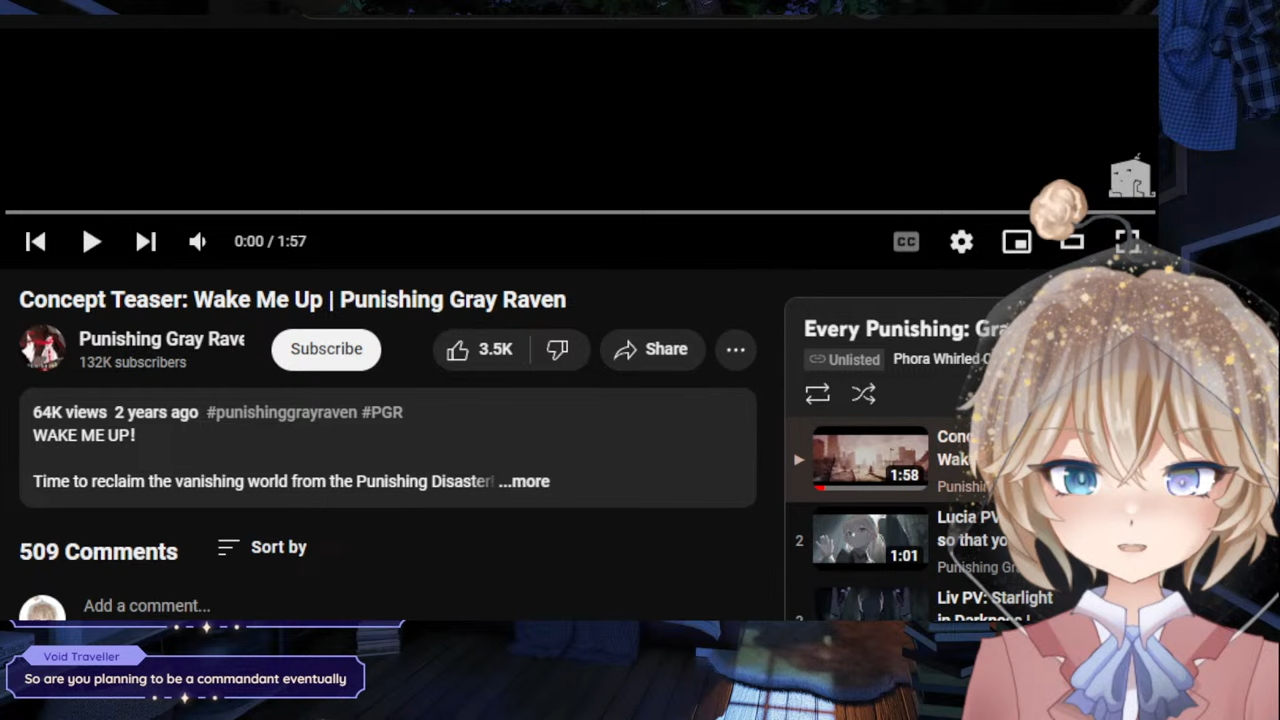 0:00 / 1:57
CC
Concept Teaser: Wake Me Up | Punishing Gray Raven
Punishing Gray Rave
132K subscribers
Subscribe
3.5K
Share
64K views 2 years ago #punishinggrayraven #PGR
WAKE ME UP!
Time to reclaim the vanishing world from the Punishing Disaster! ...more
509 Comments
Sort by
Add a comment...
Every Punishing: Gra
Unlisted
Phora Whirled
Conc
Wak
Punishin
1:58
2
Lucia PV
so that yo
Punishing Gr
1:01
Liv PV: Starlight
in Darkness |
Void Traveller
So are you planning to be a commandant eventually